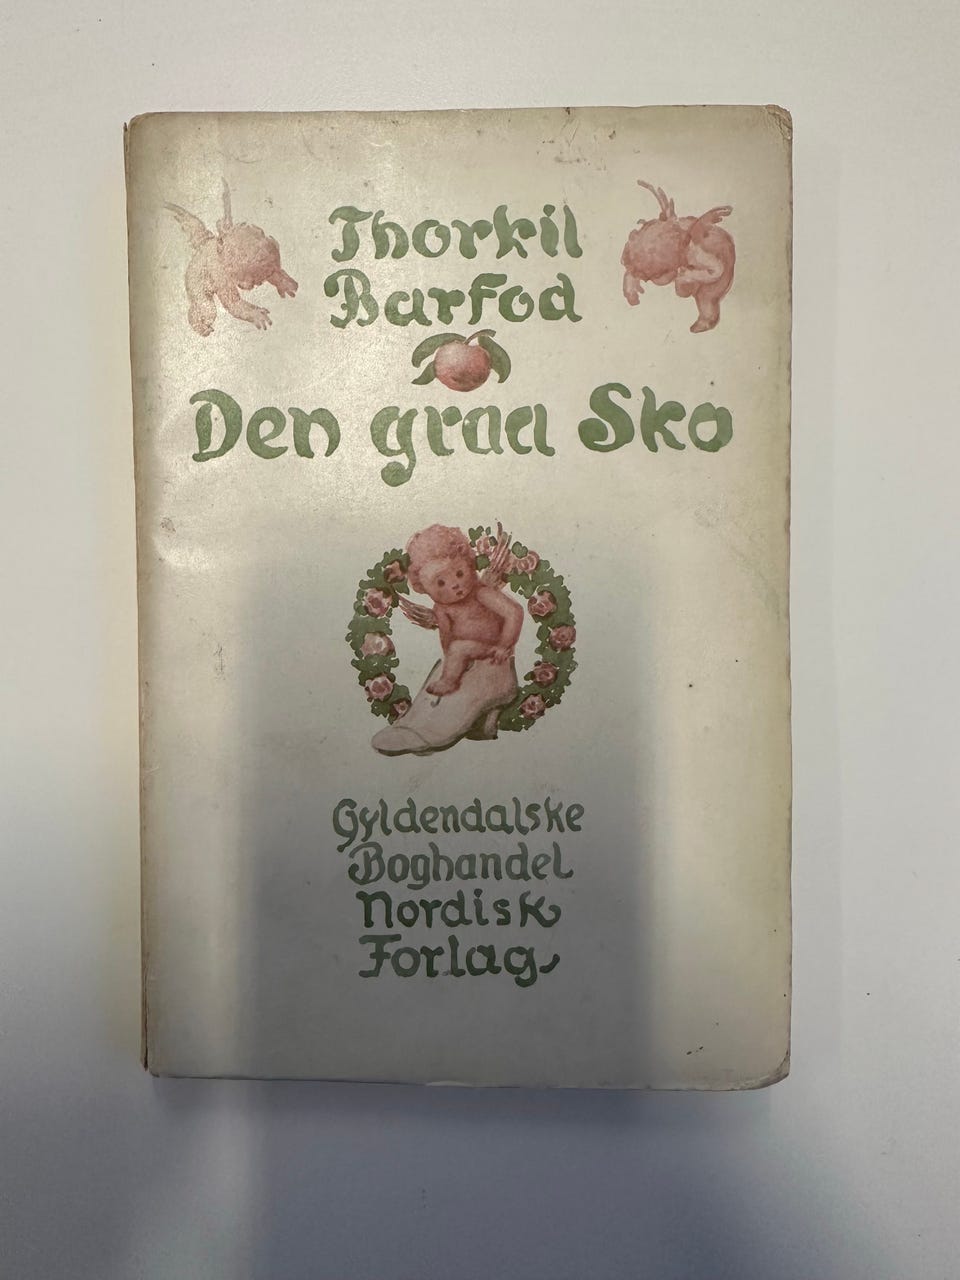 Thorkil
Barfod
Den graa Sko
Gyldendalske
Boghandel
Nordisk
Forlag